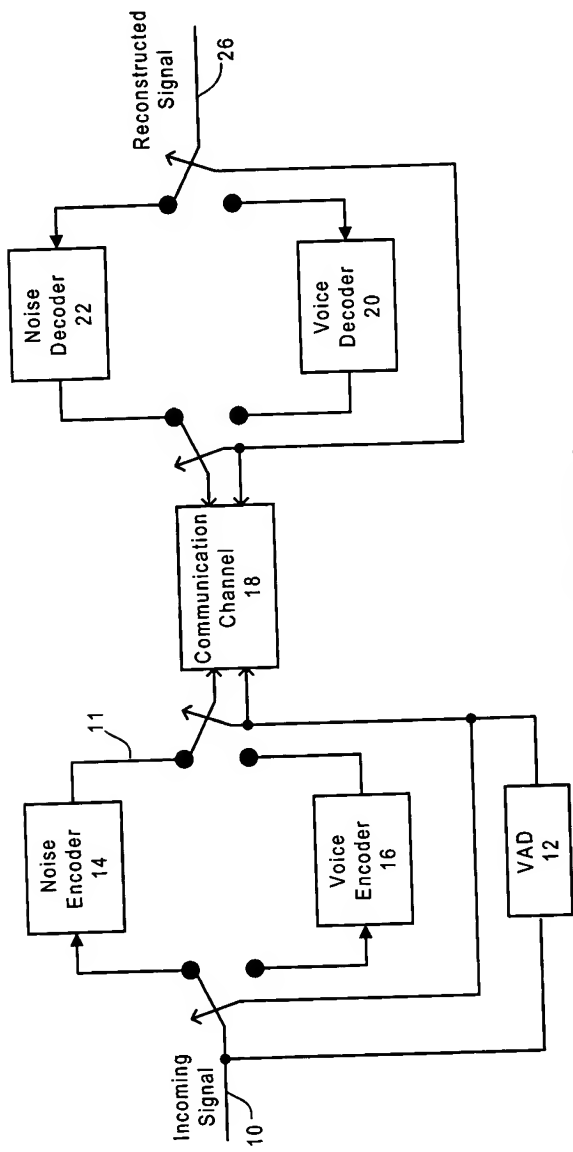 Incoming
Signal
10
Noise
Encoder
14
11
Voice
Encoder
16
VAD
12
Communication
Channel
18
Noise
Decoder
22
Voice
Decoder
20
Reconstructed
Signal
26